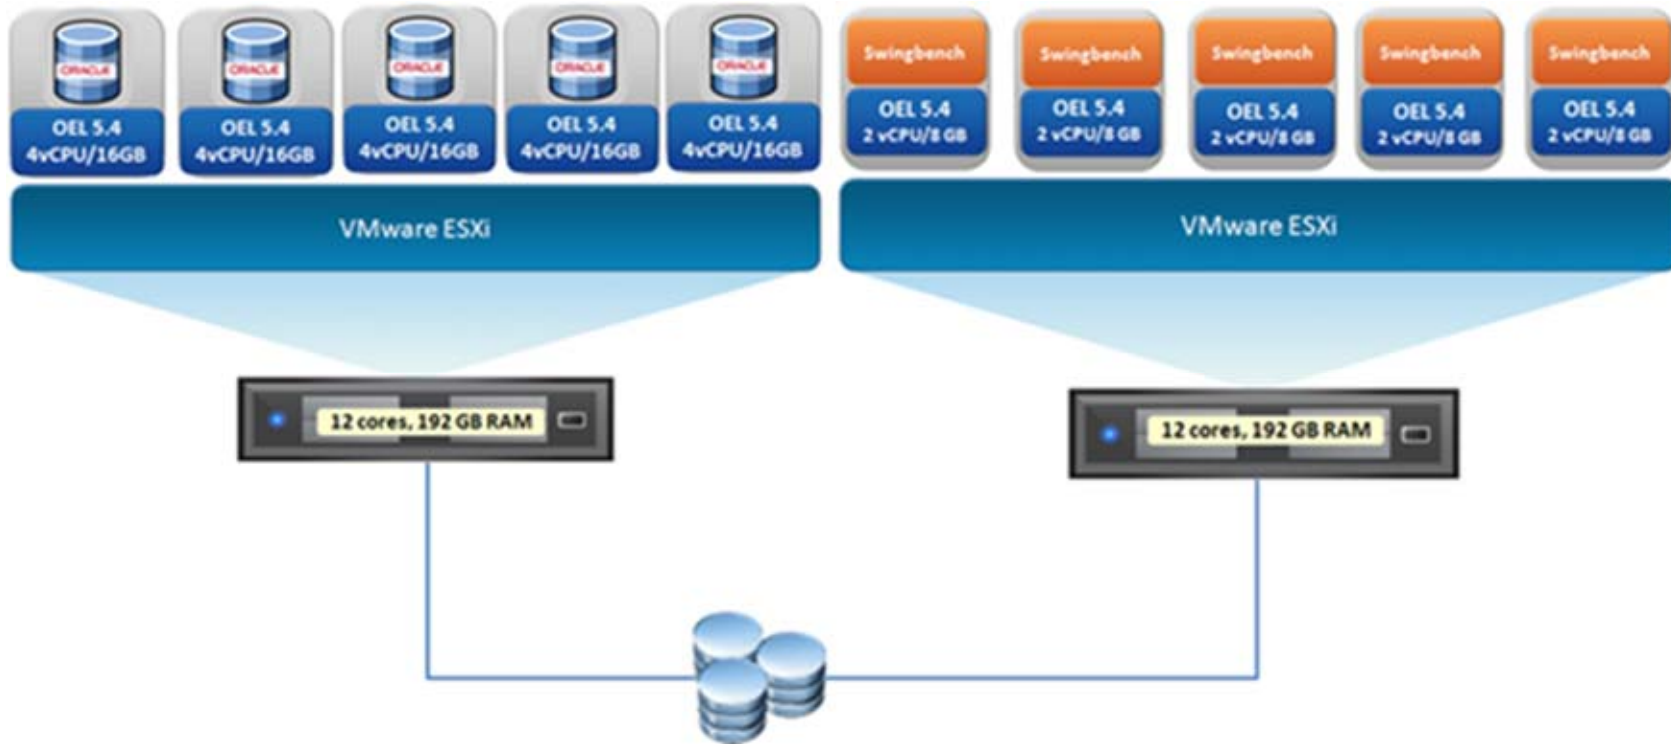 ORACLE
ORACLE
ORACLE
ORACLE
ORACLE
OEL 5.4
4vCPU/16GB
OEL 5.4
4vCPU/16GB
OEL 5.4
4vCPU/16GB
OEL 5.4
4vCPU/16GB
OEL 5.4
4vCPU/16GB
VMware ESXi
12 cores, 192 GB RAM
Swingbench
OEL 5.4
2 vCPU/8 GB
Swingbench
OEL 5.4
2 vCPU/8 GB
Swingbench
OEL 5.4
2 vCPU/8 GB
Swingbench
OEL 5.4
2 vCPU/8 GB
Swingbench
OEL 5.4
2 vCPU/8 GB
VMware ESXi
12 cores, 192 GB RAM